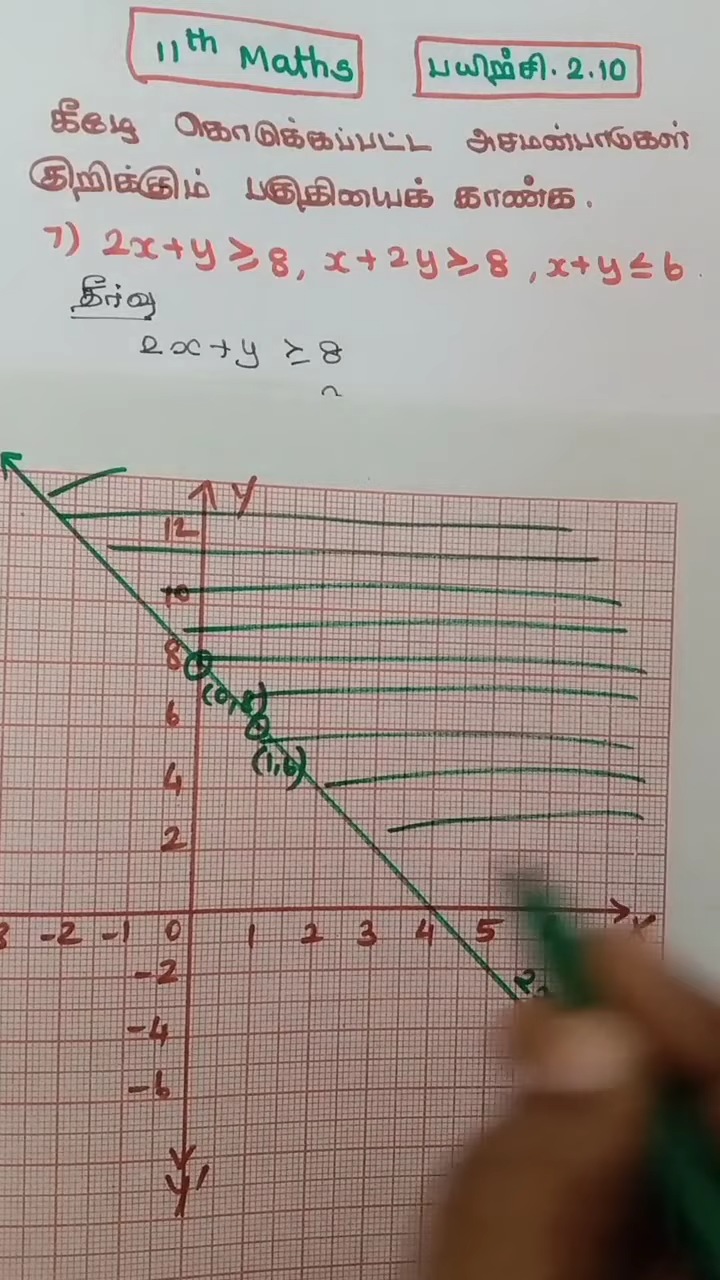 11th Maths
பயிற்சி. 2.10
கீழே கொடுக்கப்பட்ட அசமன்பாடுகள்
குறிக்கும் பகுதியைக் காண்க.
7) 2x+y ≥ 8, x+2y ≥ 8, x+y ≤ 6.
தீர்வு
2x+y ≥ 8
Y
12
10
8
(0,8)
6
(1,6)
4
2
-2 -1 0 1 2 3 4 5 X
-2
-4
-6
Y'